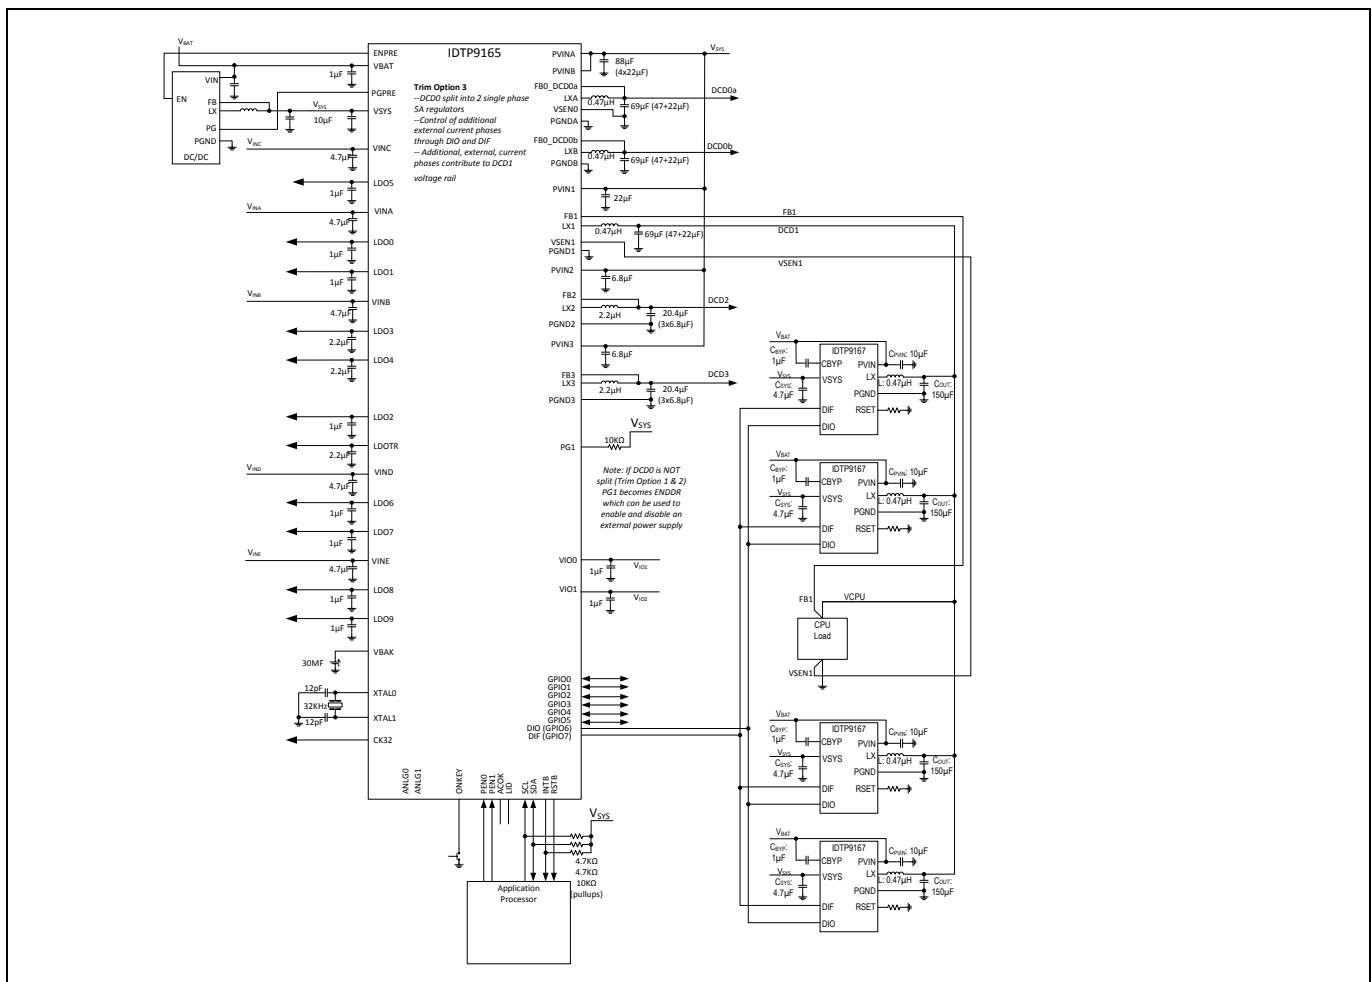 IDTP9165
Trim Option 3
--DCD0 split into 2 single phase
5A regulators
--Control of additional
external current phases
through DIO and DIF
-- Additional, external, current
phases contribute to DCD1
voltage rail
VBAT
VIN
EN
FB
LX
PG
PGND
DC/DC
VSYS
1µF
10µF
ENPRE
VBAT
PGPRE
VSYS
VINC
4.7µF
VINC
LDO5
1µF
VINA
4.7µF
VINA
LDO0
1µF
LDO1
1µF
VINB
4.7µF
VINB
LDO3
2.2µF
LDO4
2.2µF
LDO2
1µF
LDOTR
2.2µF
VIND
4.7µF
VIND
LDO6
1µF
LDO7
1µF
VINE
4.7µF
VINE
LDO8
1µF
LDO9
1µF
VBAK
30MF
12pF
XTAL0
32KHz
XTAL1
12pF
CK32
ANLG0
ANLG1
ONKEY
PEN0
PEN1
ACOK
LID
SCL
SDA
INTB
RSTB
VSYS
4.7KΩ
4.7KΩ
10KΩ
(pullups)
Application
Processor
PVINA
PVINB
VSYS
88µF
(4x22µF)
FB0_DCD0a
LXA
VSEN0
PGNDA
0.47µH
69µF (47+22µF)
DCD0a
FB0_DCD0b
LXB
PGNDB
0.47µH
69µF (47+22µF)
DCD0b
PVIN1
22µF
FB1
LX1
VSEN1
PGND1
0.47µH
69µF (47+22µF)
FB1
DCD1
VSEN1
PVIN2
6.8µF
FB2
LX2
PGND2
2.2µH
20.4µF
(3x6.8µF)
DCD2
PVIN3
6.8µF
FB3
LX3
PGND3
2.2µH
20.4µF
(3x6.8µF)
DCD3
PG1
10KΩ
VSYS
Note: If DCD0 is NOT
split (Trim Option 1 & 2)
PG1 becomes ENDDR
which can be used to
enable and disable an
external power supply
VIO0
1µF
VIO1
VIO1
1µF
VIO2
GPIO0
GPIO1
GPIO2
GPIO3
GPIO4
GPIO5
DIO (GPIO6)
DIF (GPIO7)
VBAT
IDTP9167
CBYP:
1µF
CBYP
PVIN
CPVIN: 10µF
VSYS
VSYS
LX
L: 0.47µH
COUT:
150µF
CSYS:
4.7µF
PGND
DIF
RSET
DIO
VBAT
IDTP9167
CBYP:
1µF
CBYP
PVIN
CPVIN: 10µF
VSYS
VSYS
LX
L: 0.47µH
COUT:
150µF
CSYS:
4.7µF
PGND
DIF
RSET
DIO
FB1
VCPU
CPU
Load
VSEN1
VBAT
IDTP9167
CBYP:
1µF
CBYP
PVIN
CPVIN: 10µF
VSYS
VSYS
LX
L: 0.47µH
COUT:
150µF
CSYS:
4.7µF
PGND
DIF
RSET
DIO
VBAT
IDTP9167
CBYP:
1µF
CBYP
PVIN
CPVIN: 10µF
VSYS
VSYS
LX
L: 0.47µH
COUT:
150µF
CSYS:
4.7µF
PGND
DIF
RSET
DIO